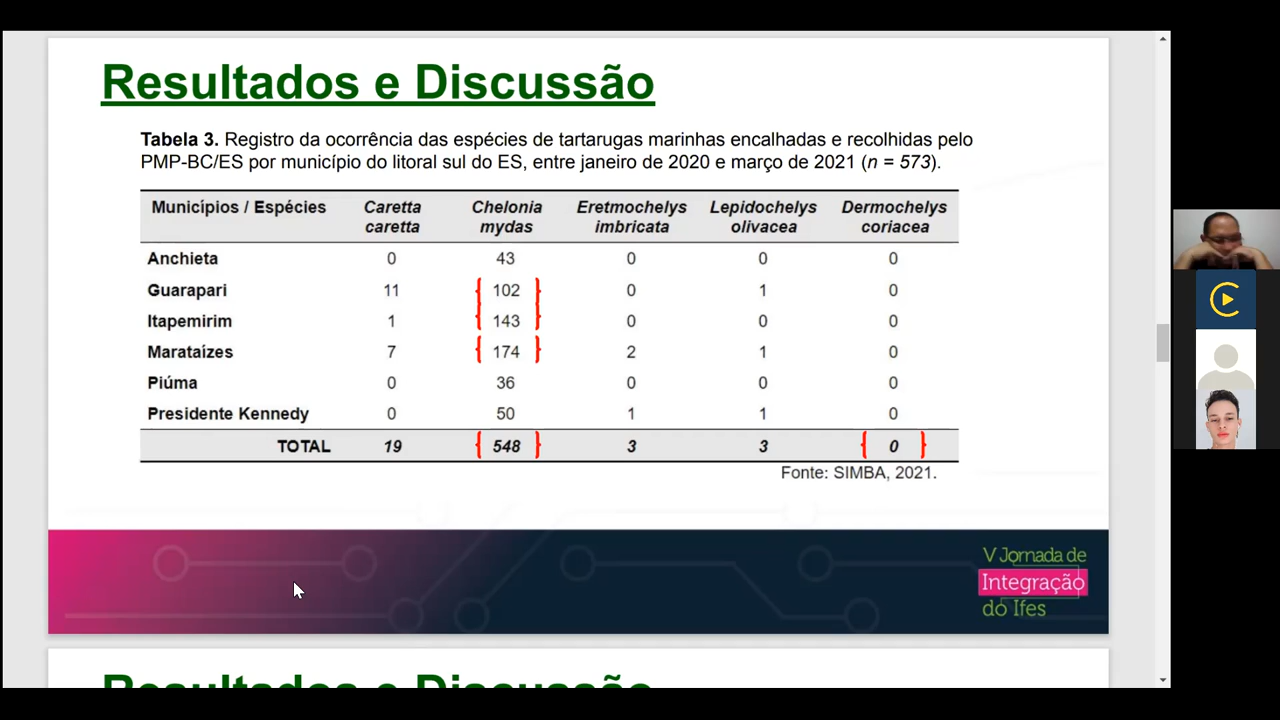 Resultados e Discussão
Tabela 3. Registro da ocorrência das espécies de tartarugas marinhas encalhadas e recolhidas pelo
PMP-BC/ES por município do litoral sul do ES, entre janeiro de 2020 e março de 2021 (n = 573).
Municípios / Espécies Caretta caretta Chelonia mydas Eretmochelys imbricata Lepidochelys olivacea Dermochelys coriacea
Anchieta 0 43 0 0 0
Guarapari 11 { 102 } 0 1 0
Itapemirim 1 { 143 } 0 0 0
Marataízes 7 { 174 } 2 1 0
Piúma 0 36 0 0 0
Presidente Kennedy 0 50 1 1 0
TOTAL 19 { 548 } 3 3 { 0 }
Fonte: SIMBA, 2021.
V Jornada de
Integração
do Ifes
Resultados e Discussão